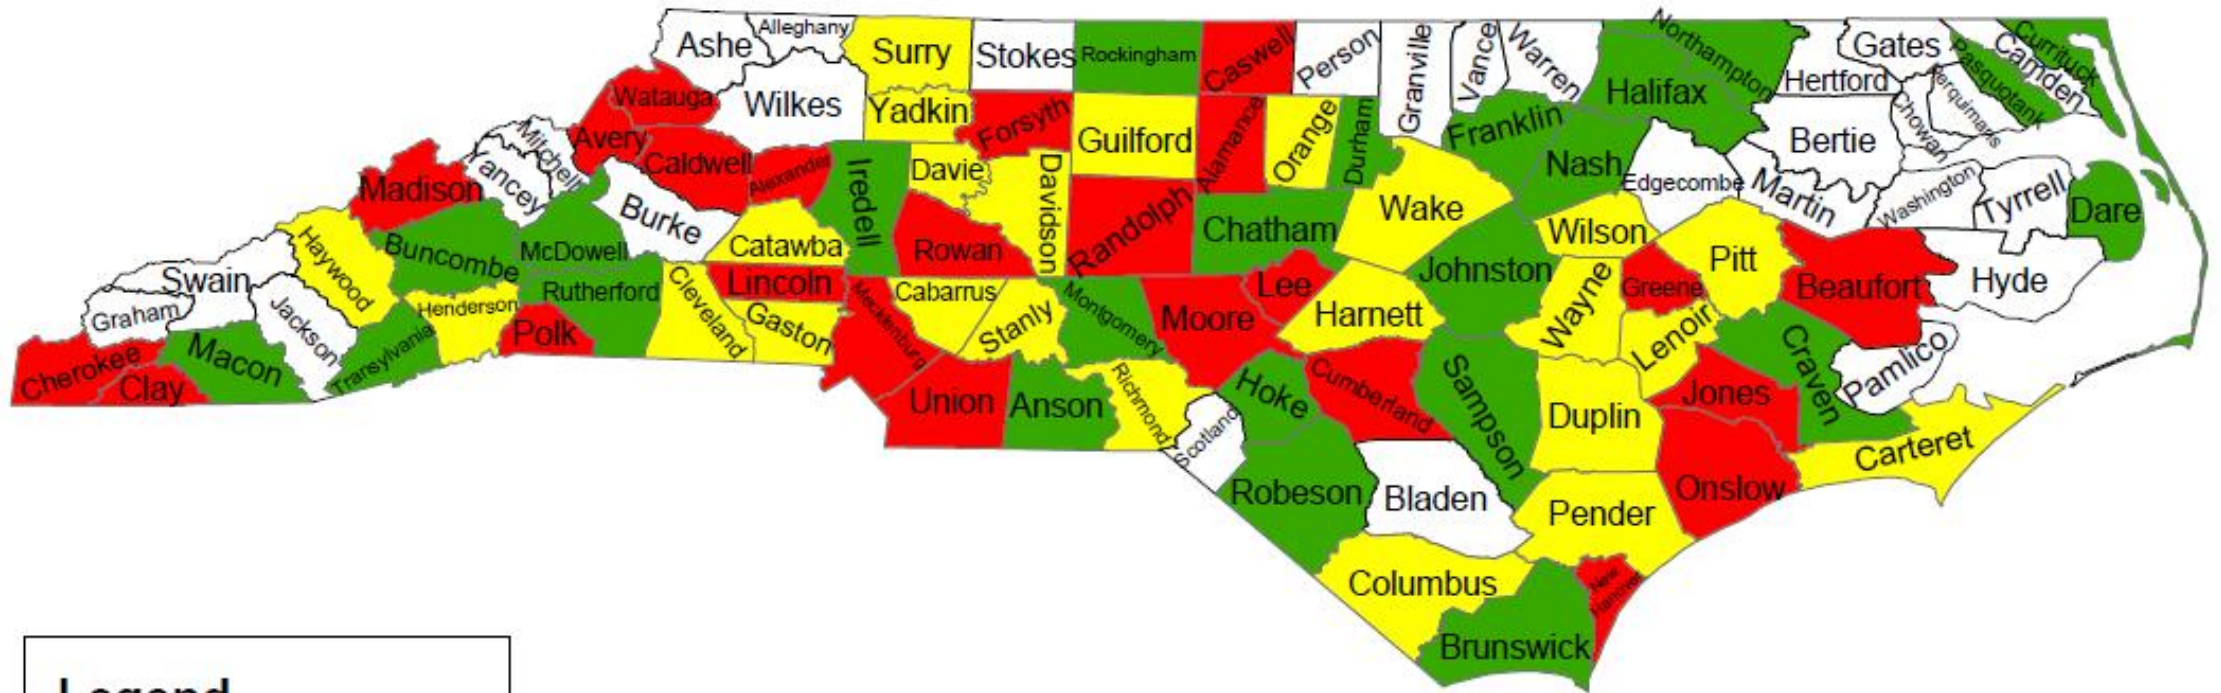 Ashe
Alleghany
Surry
Stokes
Rockingham
Caswell
Person
Granville
Vance
Warren
Northampton
Halifax
Hertford
Gates
Pasquotank
Camden
Currituck
Perquimans
Chowan
Bertie
Watauga
Wilkes
Yadkin
Forsyth
Guilford
Alamance
Orange
Durham
Franklin
Nash
Edgecombe
Martin
Washington
Tyrrell
Dare
Mitchell
Avery
Caldwell
Alexander
Iredell
Davie
Davidson
Randolph
Chatham
Wake
Wilson
Pitt
Beaufort
Hyde
Madison
Yancey
Burke
Catawba
Rowan
Johnston
Greene
Haywood
Buncombe
McDowell
Swain
Graham
Jackson
Henderson
Rutherford
Cleveland
Lincoln
Gaston
Mecklenburg
Cabarrus
Stanly
Montgomery
Moore
Lee
Harnett
Wayne
Lenoir
Craven
Pamlico
Cherokee
Clay
Macon
Transylvania
Polk
Union
Anson
Richmond
Scotland
Hoke
Cumberland
Sampson
Duplin
Jones
Onslow
Carteret
Robeson
Bladen
Pender
Columbus
Brunswick
New
Hanover
Legend